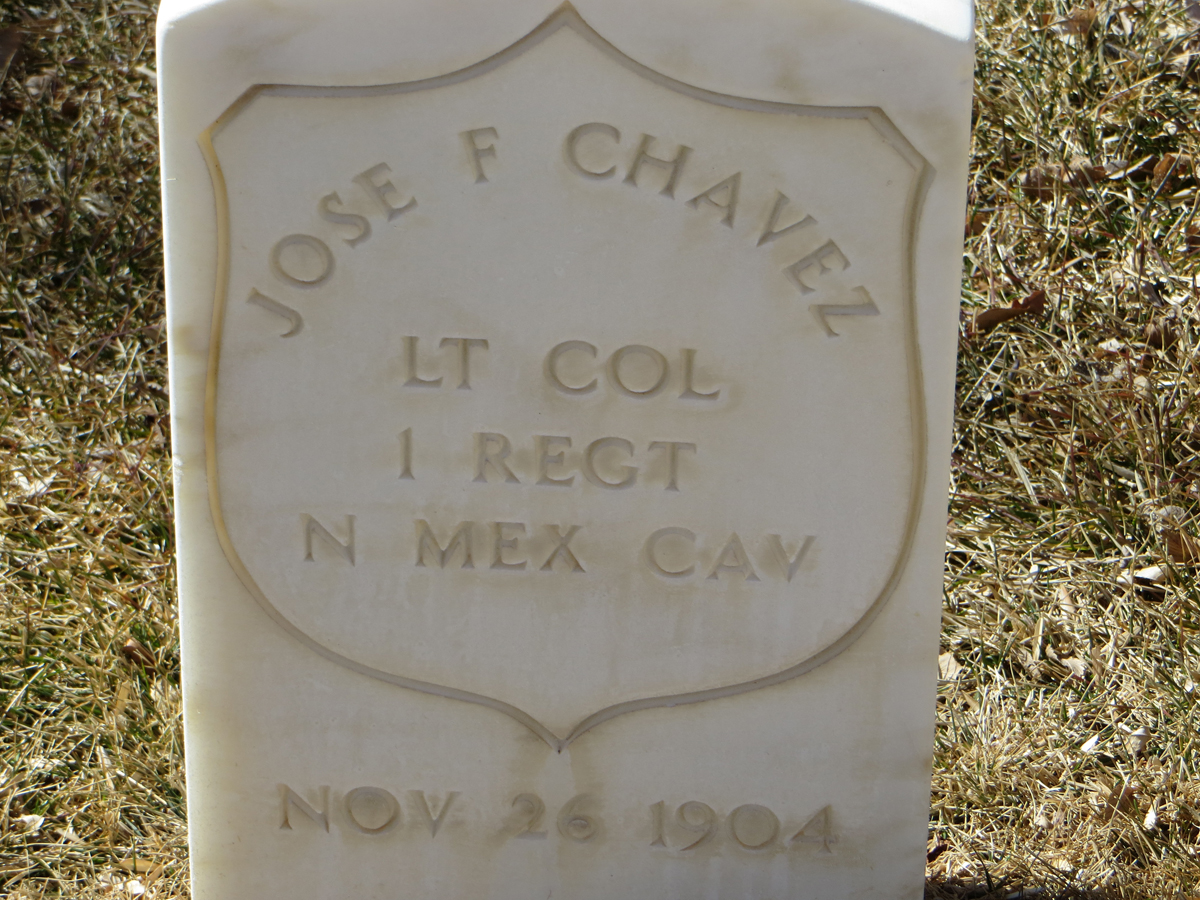 JOSE F CHAVEZ
LT COL
1 REGT
N MEX CAV
NOV 26 1904